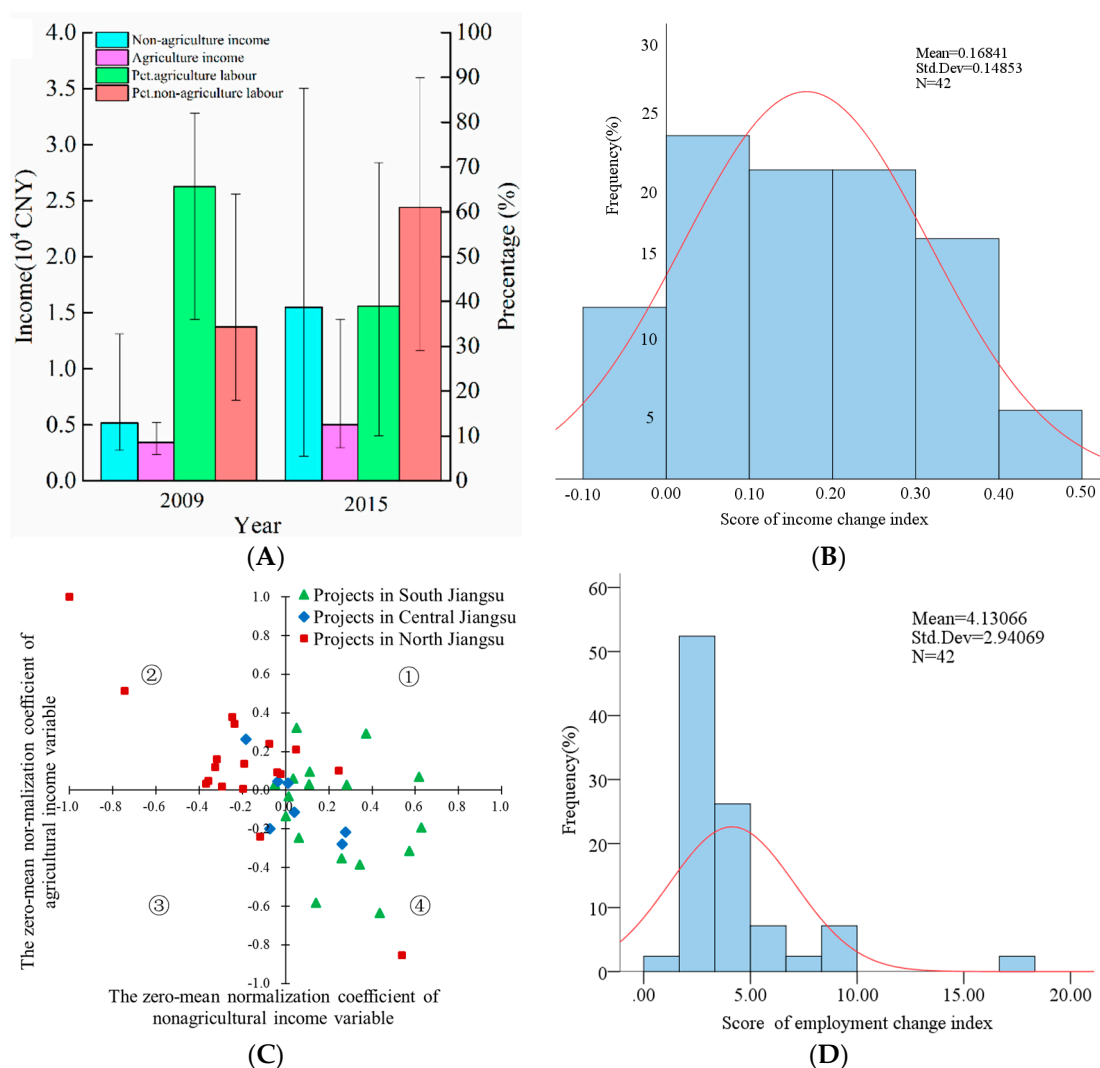 4.0
3.5
3.0
2.5
2.0
1.5
1.0
0.5
0.0
Income(10⁴ CNY)
Non-agriculture income
Agriculture income
Pct.agriculture labour
Pct.non-agriculture labour
100
90
80
70
60
50
40
30
20
10
0
Precentage (%)
2009 2015
Year
(A)
30
25
20
15
10
5
Frequency(%)
Mean=0.16841
Std.Dev=0.14853
N=42
-0.10 0.00 0.10 0.20 0.30 0.40 0.50
Score of income change index
(B)
The zero-mean nor-malization coefficient of
agricultural income variable
Projects in South Jiangsu
Projects in Central Jiangsu
Projects in North Jiangsu
1.0
0.8
0.6
0.4
0.2
0.0
-0.2
-0.4
-0.6
-0.8
-1.0
① ② ③ ④
-1.0 -0.8 -0.6 -0.4 -0.2 0.0 0.2 0.4 0.6 0.8 1.0
The zero-mean normalization coefficient of
nonagricultural income variable
(C)
60
50
40
30
20
10
0
Frequency(%)
Mean=4.13066
Std.Dev=2.94069
N=42
.00 5.00 10.00 15.00 20.00
Score of employment change index
(D)